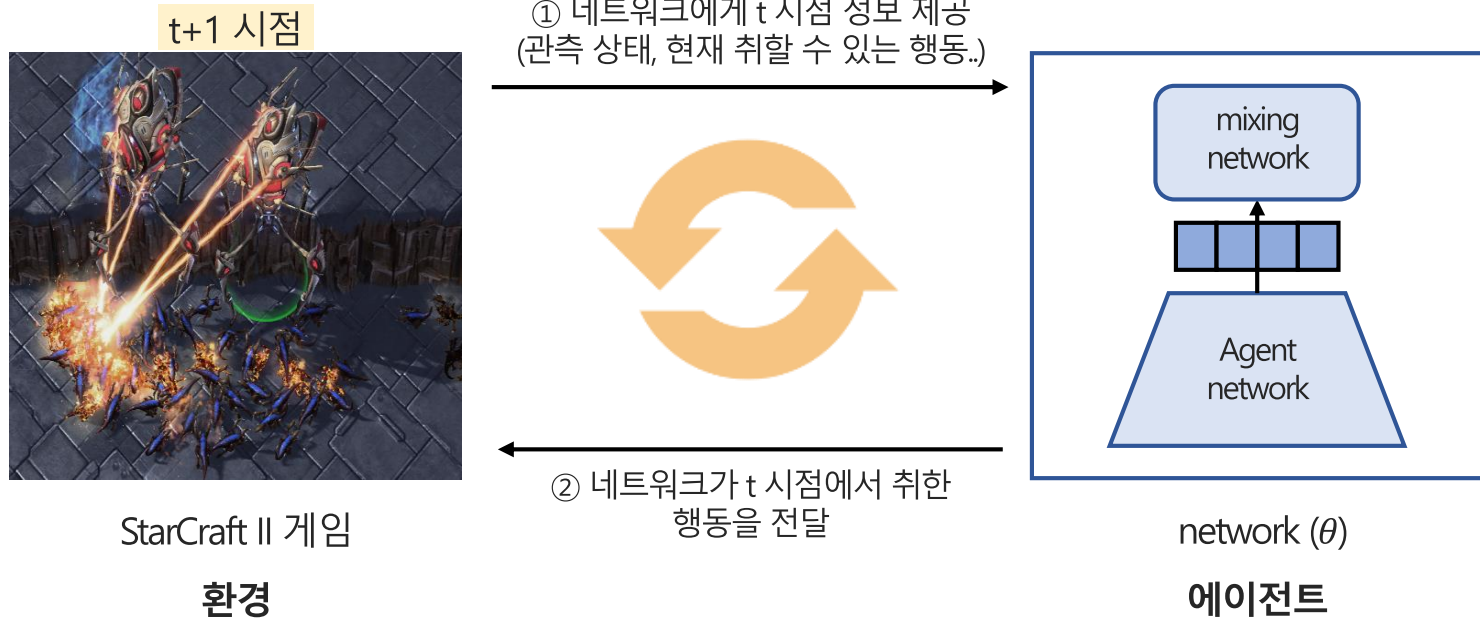 t+1 시점
① 네트워크에게 t 시점 정보 제공
(관측 상태, 현재 취할 수 있는 행동..)
mixing
network
Agent
network
② 네트워크가 t 시점에서 취한
행동을 전달
StarCraft II 게임
network (θ)
환경
에이전트